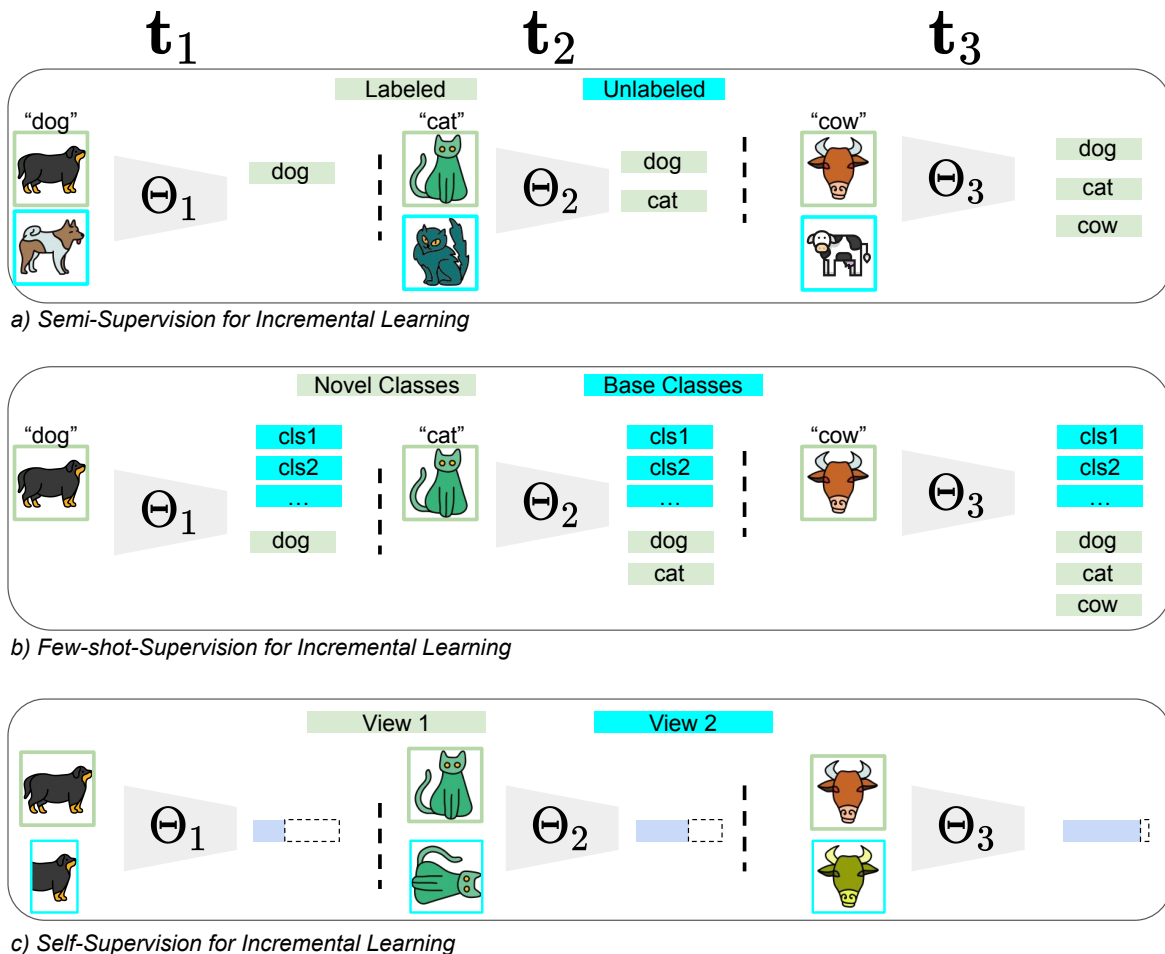 t1 t2 t3
Labeled Unlabeled
“dog” “cat” “cow”
Θ1 dog Θ2 dog cat Θ3 dog cat cow
a) Semi-Supervision for Incremental Learning
Novel Classes Base Classes
“dog” “cat” “cow”
Θ1 cls1 cls2 ... dog Θ2 cls1 cls2 ... dog cat Θ3 cls1 cls2 ... dog cat cow
b) Few-shot-Supervision for Incremental Learning
View 1 View 2
Θ1 Θ2 Θ3
c) Self-Supervision for Incremental Learning